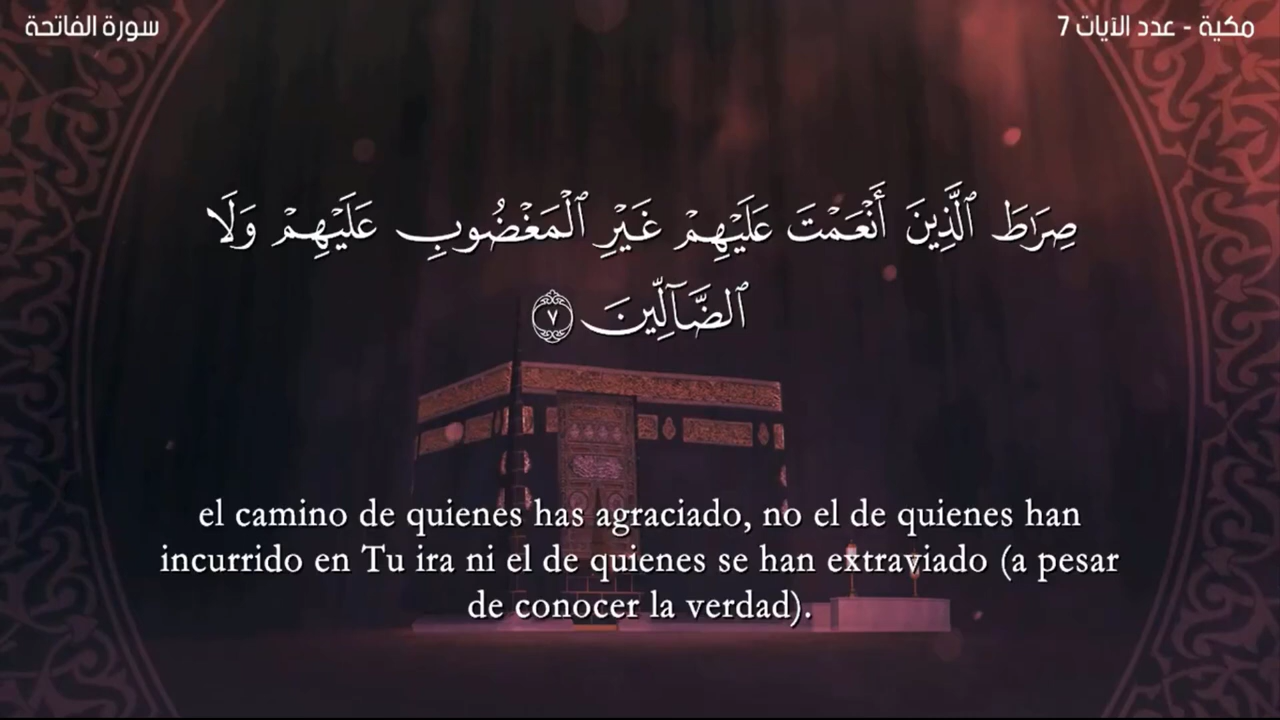 مكية - عدد الآيات 7
سورة الفاتحة
صِرَٰطَ ٱلَّذِينَ أَنْعَمْتَ عَلَيْهِمْ غَيْرِ ٱلْمَغْضُوبِ عَلَيْهِمْ وَلَا
ٱلضَّآلِّينَ ٧
el camino de quienes has agraciado, no el de quienes han
incurrido en Tu ira ni el de quienes se han extraviado (a pesar
de conocer la verdad).